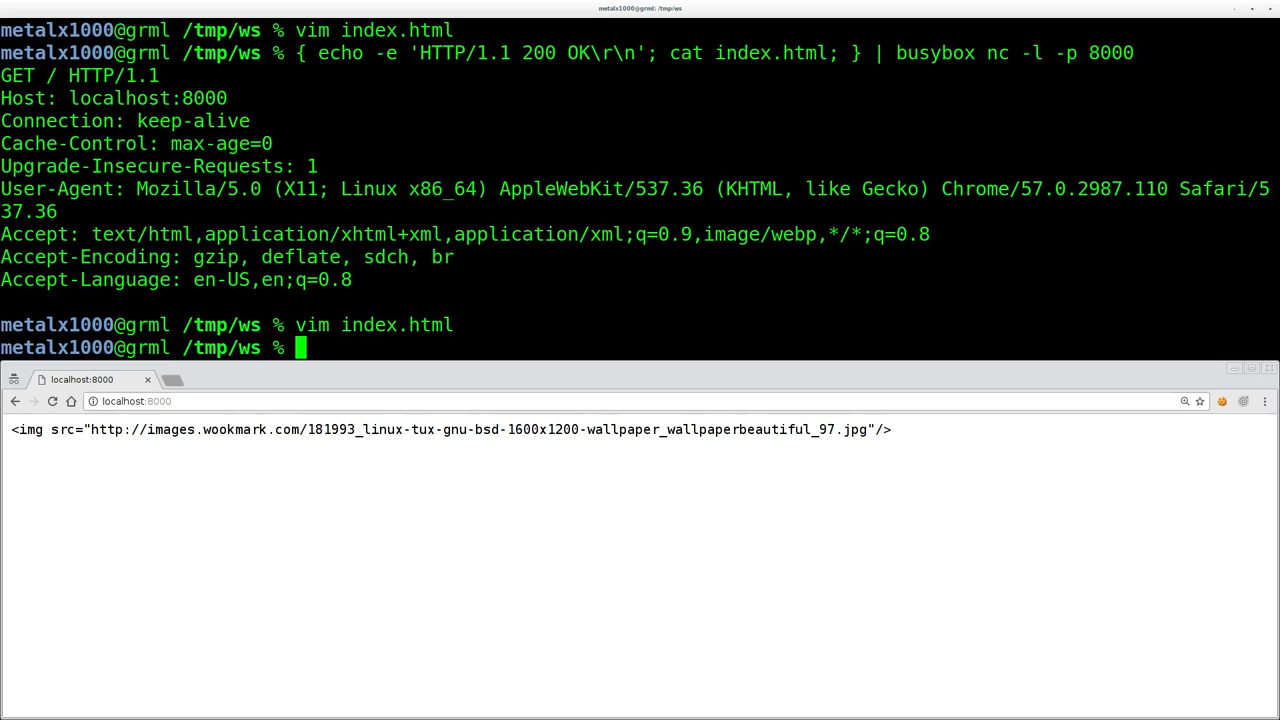 metalx1000@grml: /tmp/ws
metalx1000@grml /tmp/ws % vim index.html
metalx1000@grml /tmp/ws % { echo -e 'HTTP/1.1 200 OK\r\n'; cat index.html; } | busybox nc -l -p 8000
GET / HTTP/1.1
Host: localhost:8000
Connection: keep-alive
Cache-Control: max-age=0
Upgrade-Insecure-Requests: 1
User-Agent: Mozilla/5.0 (X11; Linux x86_64) AppleWebKit/537.36 (KHTML, like Gecko) Chrome/57.0.2987.110 Safari/5
37.36
Accept: text/html,application/xhtml+xml,application/xml;q=0.9,image/webp,*/*;q=0.8
Accept-Encoding: gzip, deflate, sdch, br
Accept-Language: en-US,en;q=0.8
metalx1000@grml /tmp/ws % vim index.html
metalx1000@grml /tmp/ws %
localhost:8000
localhost:8000
<img src="http://images.wookmark.com/181993_linux-tux-gnu-bsd-1600x1200-wallpaper_wallpaperbeautiful_97.jpg"/>